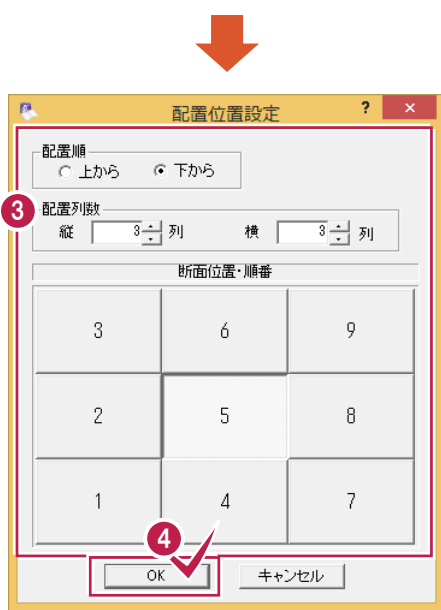 配置位置設定 ? ×
配置順
上から 下から
3
配置列数
縦 3 列 横 3 列
断面位置・順番
3 6 9
2 5 8
1 4 7
4
OK キャンセル